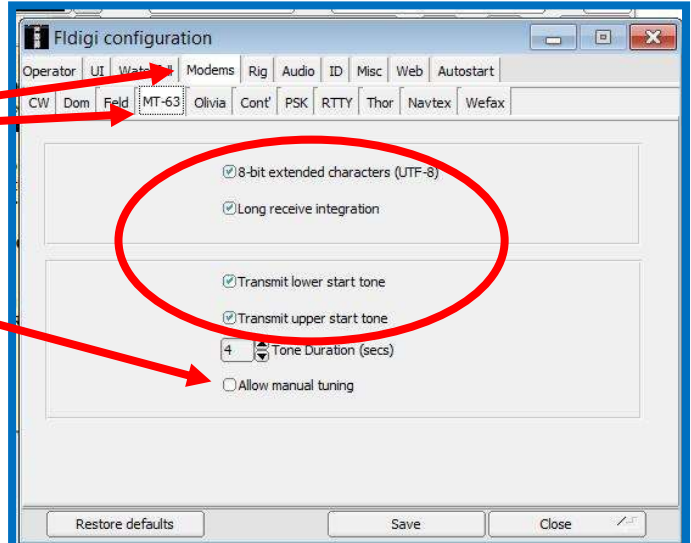 Fldigi configuration
Operator UI Waterfall Modems Rig Audio ID Misc Web Autostart
CW Dom Feld MT-63 Olivia Cont' PSK RTTY Thor Navtex Wefax
8-bit extended characters (UTF-8)
Long receive integration
Transmit lower start tone
Transmit upper start tone
4 Tone Duration (secs)
Allow manual tuning
Restore defaults Save Close